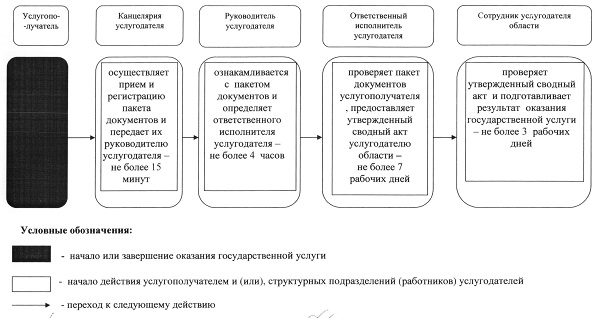 Услугопо-
-лучатель
Канцелярия
услугодателя
Руководитель
услугодателя
Ответственный
исполнитель
услугодателя
Сотрудник услугодателя
области
осуществляет
прием и
регистрацию
пакета
документов и
передает их
руководителю
услугодателя –
не более 15
минут
ознакамливается
с пакетом
документов и
определяет
ответственного
исполнителя
услугодателя –
не более 4 часов
проверяет пакет
документов
услугополучателя
, предоставляет
утвержденный
сводный акт
услугодателю
области –
не более 7
рабочих дней
проверяет
утвержденный сводный
акт и подготавливает
результат оказания
государственной услуги
– не более 3 рабочих
дней
Условные обозначения:
- начало или завершение оказания государственной услуги
- начало действия услугополучателем и (или), структурных подразделений (работников) услугодателей
- переход к следующему действию